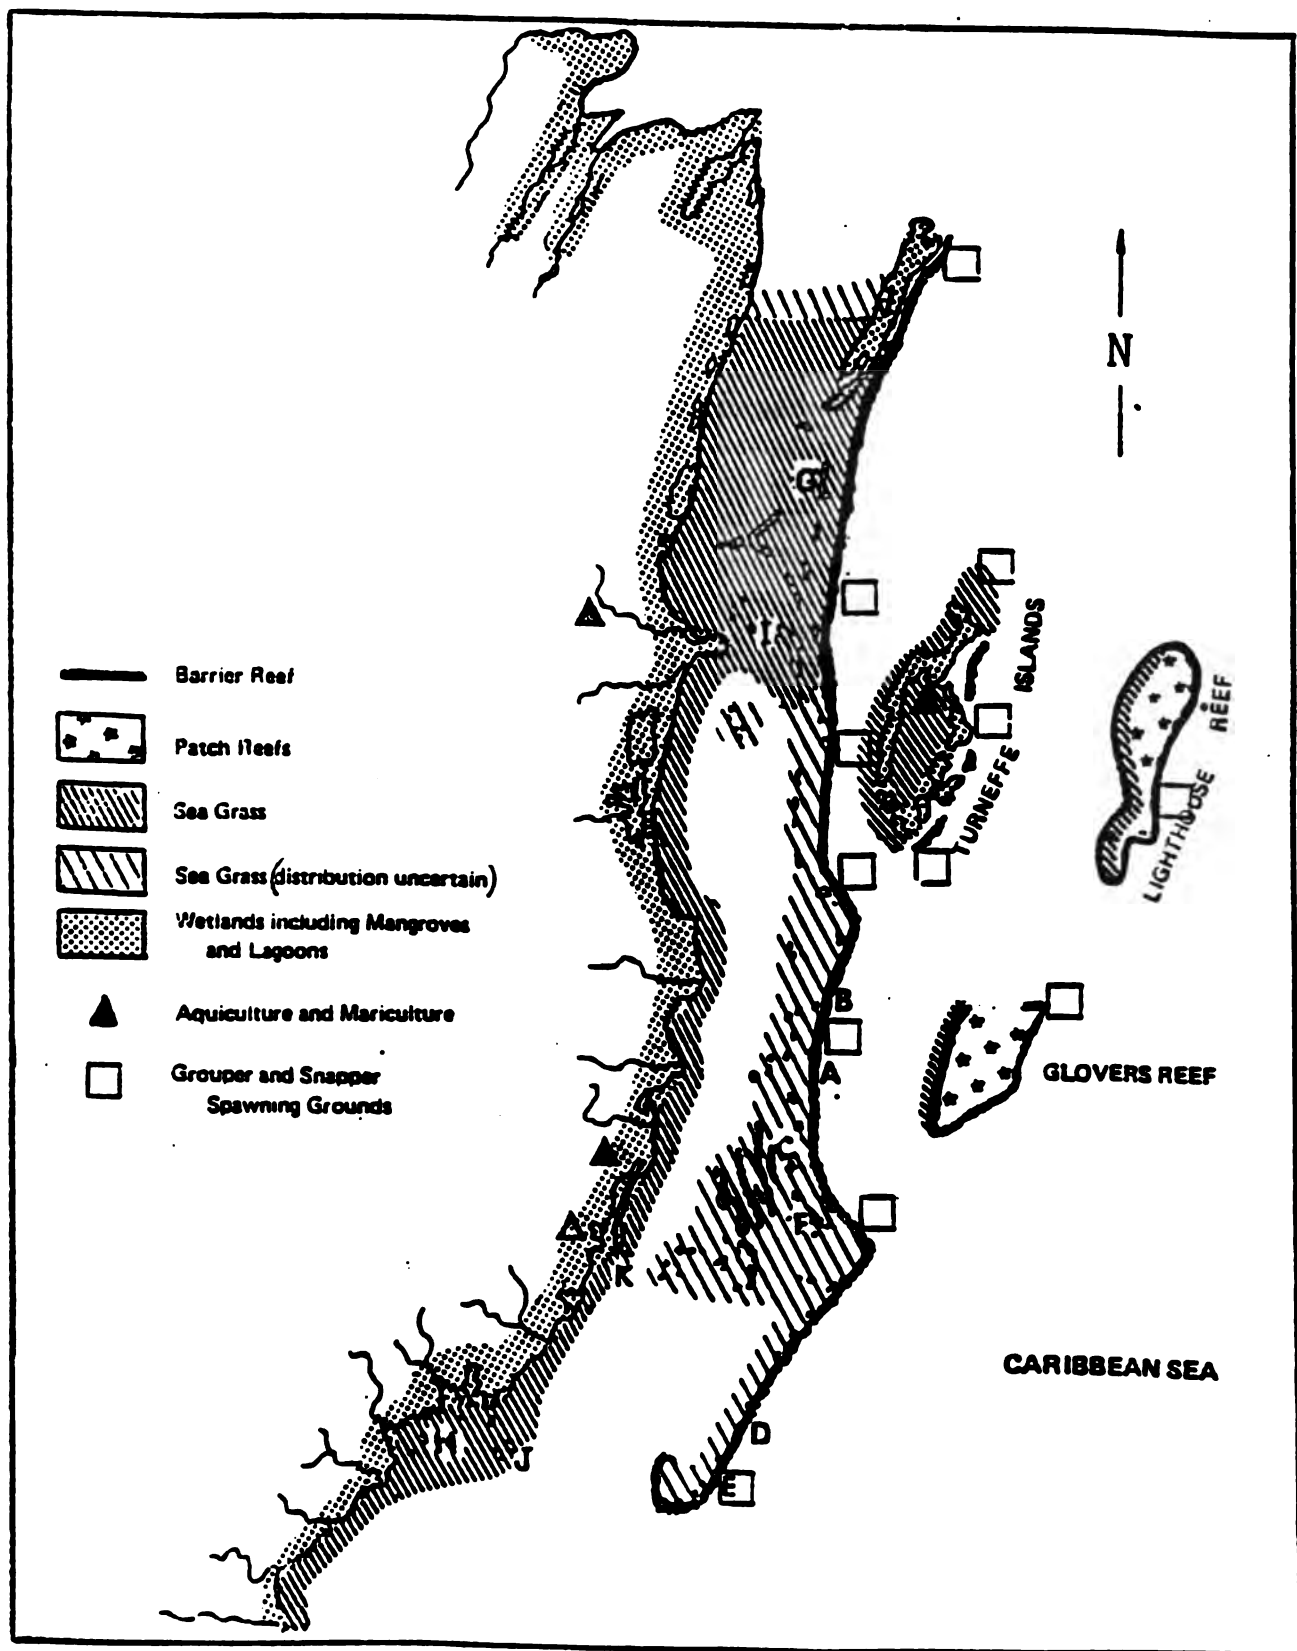 N
G
I
ISLANDS
TURNEFFE
REEF
LIGHTHOUSE
Barrier Reef
Patch Reefs
Sea Grass
Sea Grass (distribution uncertain)
Wetlands including Mangroves
and Lagoons
Aquiculture and Mariculture
Grouper and Snapper
Spawning Grounds
B
A
GLOVERS REEF
C
F
K
CARIBBEAN SEA
D
H
J
E